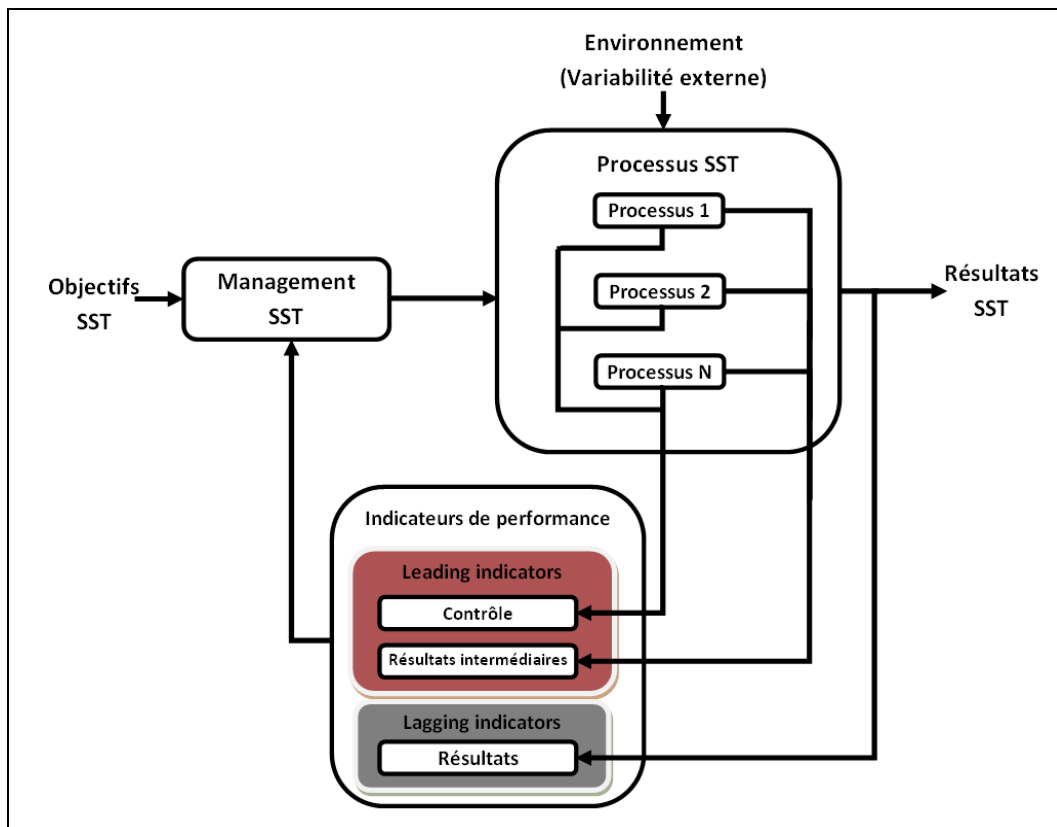 Environnement
(Variabilité externe)
Processus SST
Processus 1
Processus 2
Processus N
Objectifs
SST
Management
SST
Résultats
SST
Indicateurs de performance
Leading indicators
Contrôle
Résultats intermédiaires
Lagging indicators
Résultats